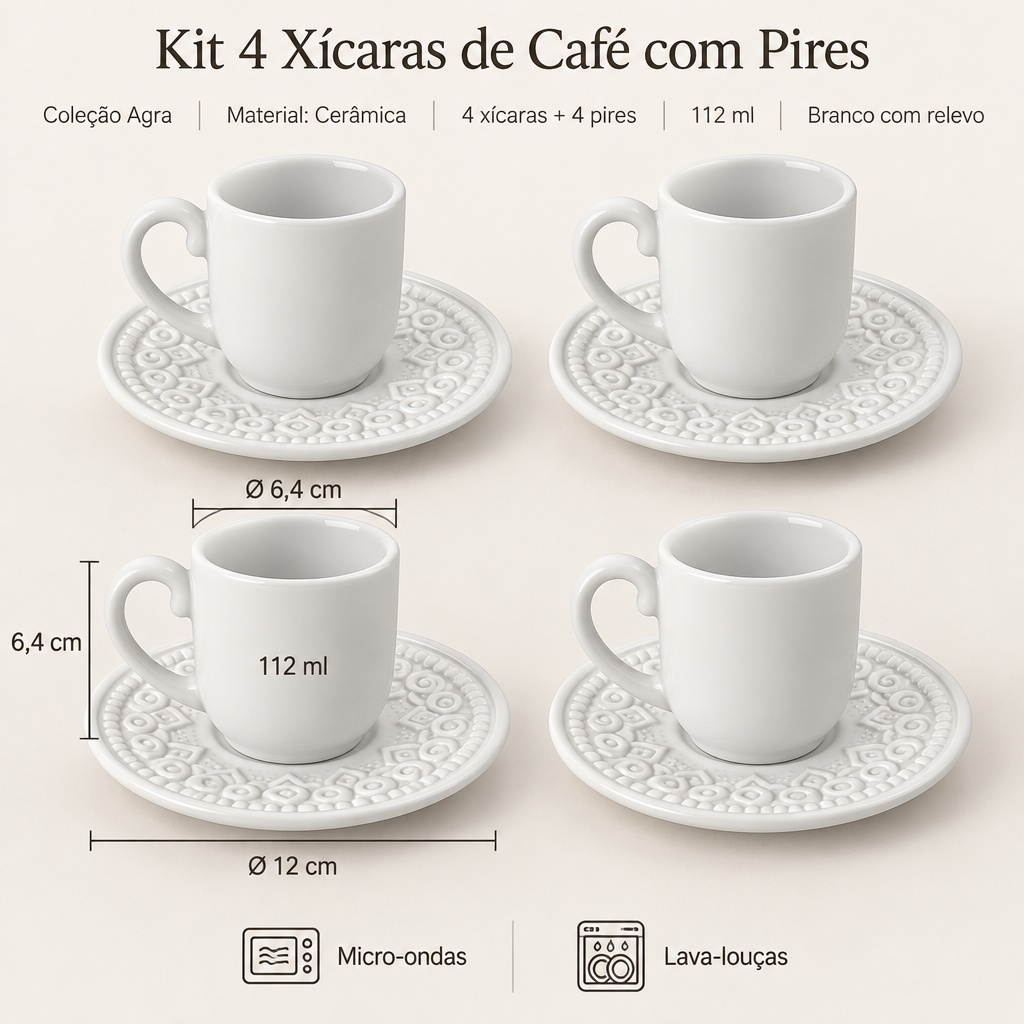 Kit 4 Xícaras de Café com Pires
Coleção Agra | Material: Cerâmica | 4 xícaras + 4 pires | 112 ml | Branco com relevo
Ø 6,4 cm
6,4 cm
112 ml
Ø 12 cm
Micro-ondas
Lava-louças